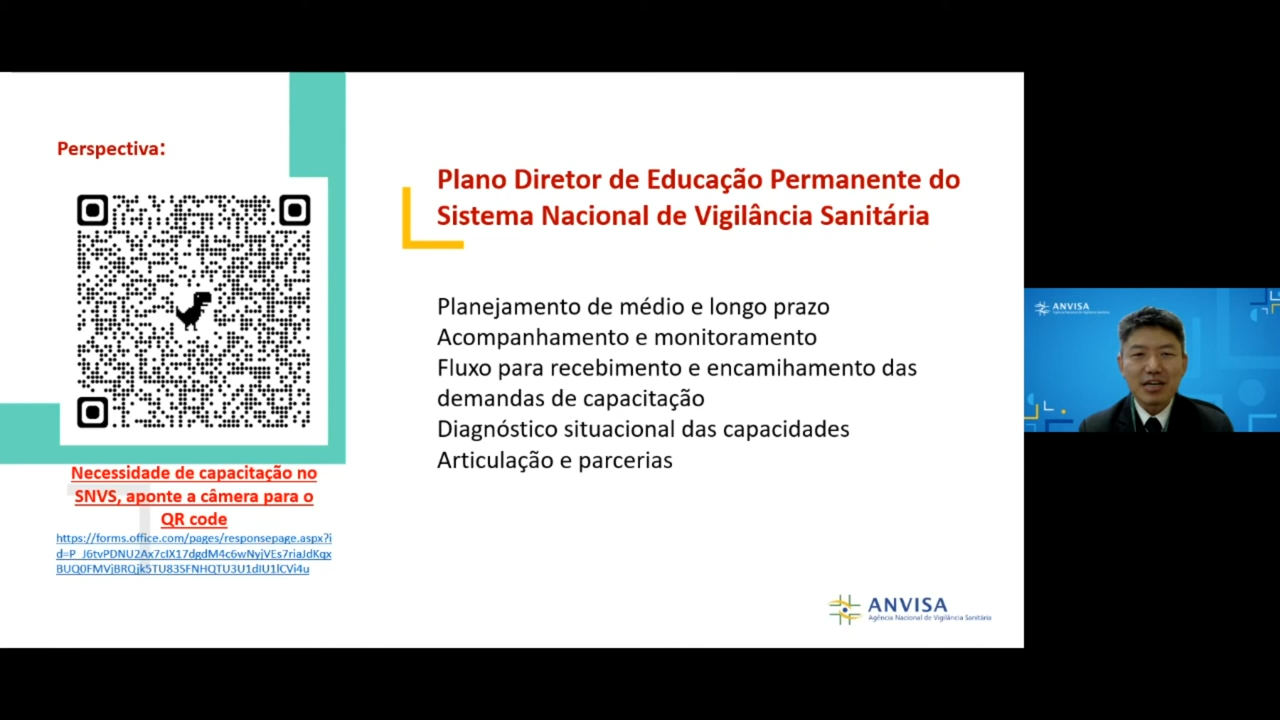 Perspectiva:
Necessidade de capacitação no
SNVS, aponte a câmera para o
QR code
https://forms.office.com/pages/responsepage.aspx?i
d=P_J6tvPDNU2Ax7cIX17dgdM4c6wNyjVEs7riaJdKqx
BUQ0FMVjBRQjk5TU83SFNHQTU3U1dIU1lCVi4u
Plano Diretor de Educação Permanente do
Sistema Nacional de Vigilância Sanitária
Planejamento de médio e longo prazo
Acompanhamento e monitoramento
Fluxo para recebimento e encamihamento das
demandas de capacitação
Diagnóstico situacional das capacidades
Articulação e parcerias
ANVISA
Agência Nacional de Vigilância Sanitária
ANVISA